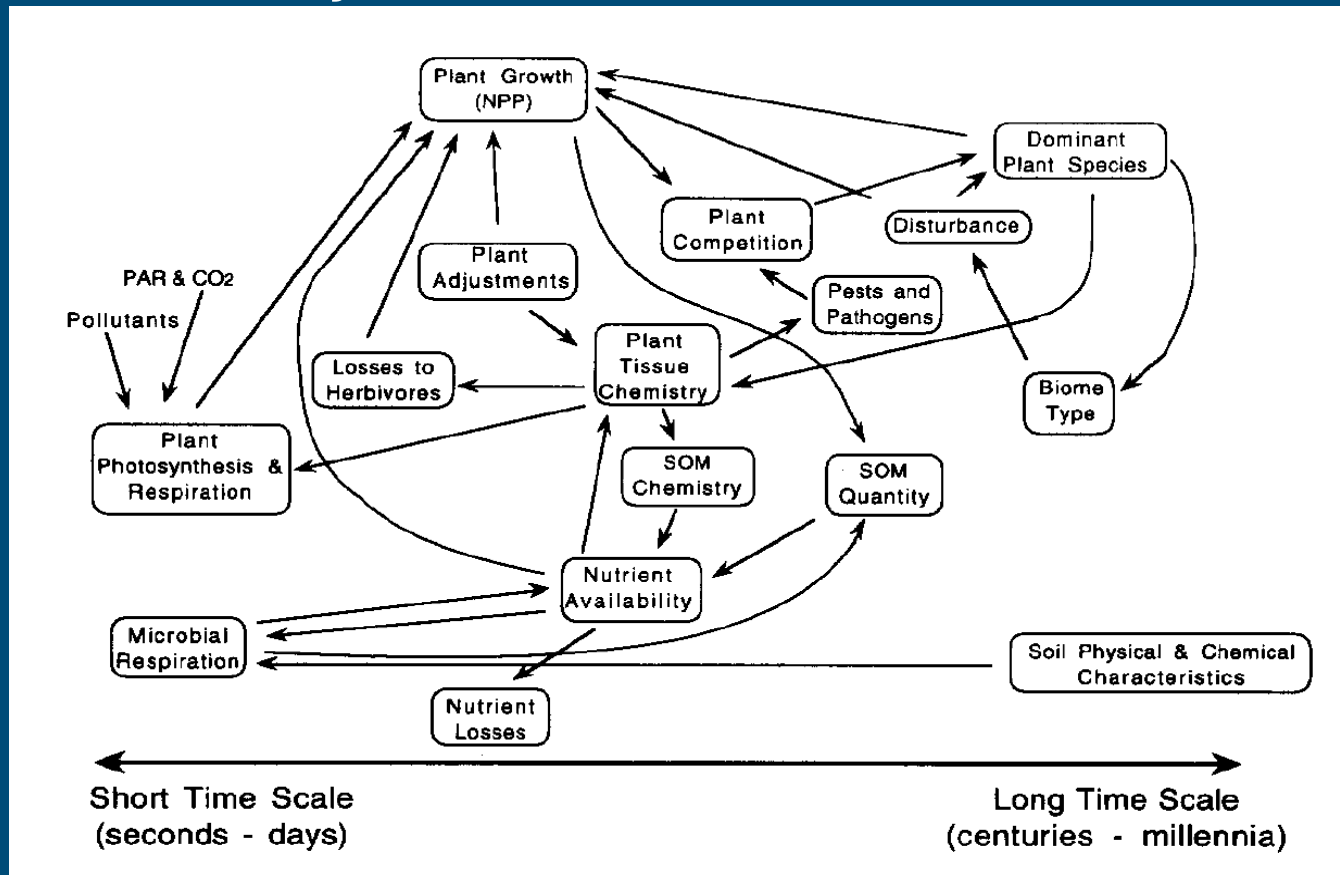 Plant Growth
(NPP)
Dominant
Plant Species
Plant
Competition
Disturbance
Plant
Adjustments
PAR & CO2
Pests and
Pathogens
Pollutants
Plant
Tissue
Chemistry
Losses to
Herbivores
Biome
Type
Plant
Photosynthesis &
Respiration
SOM
Chemistry
SOM
Quantity
Nutrient
Availability
Microbial
Respiration
Soil Physical & Chemical
Characteristics
Nutrient
Losses
Short Time Scale
(seconds - days)
Long Time Scale
(centuries - millennia)